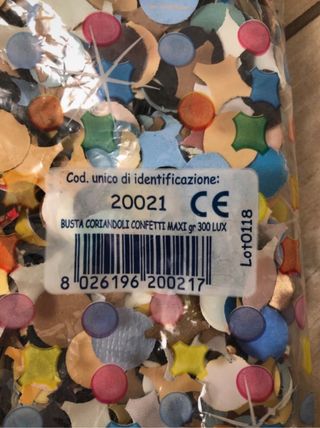 Cod. unico di identificazione:
20021 CE
BUSTA CORIANDOLI CONFETTI MAXI gr 300 LUX
8 026196 200217
Lot0118